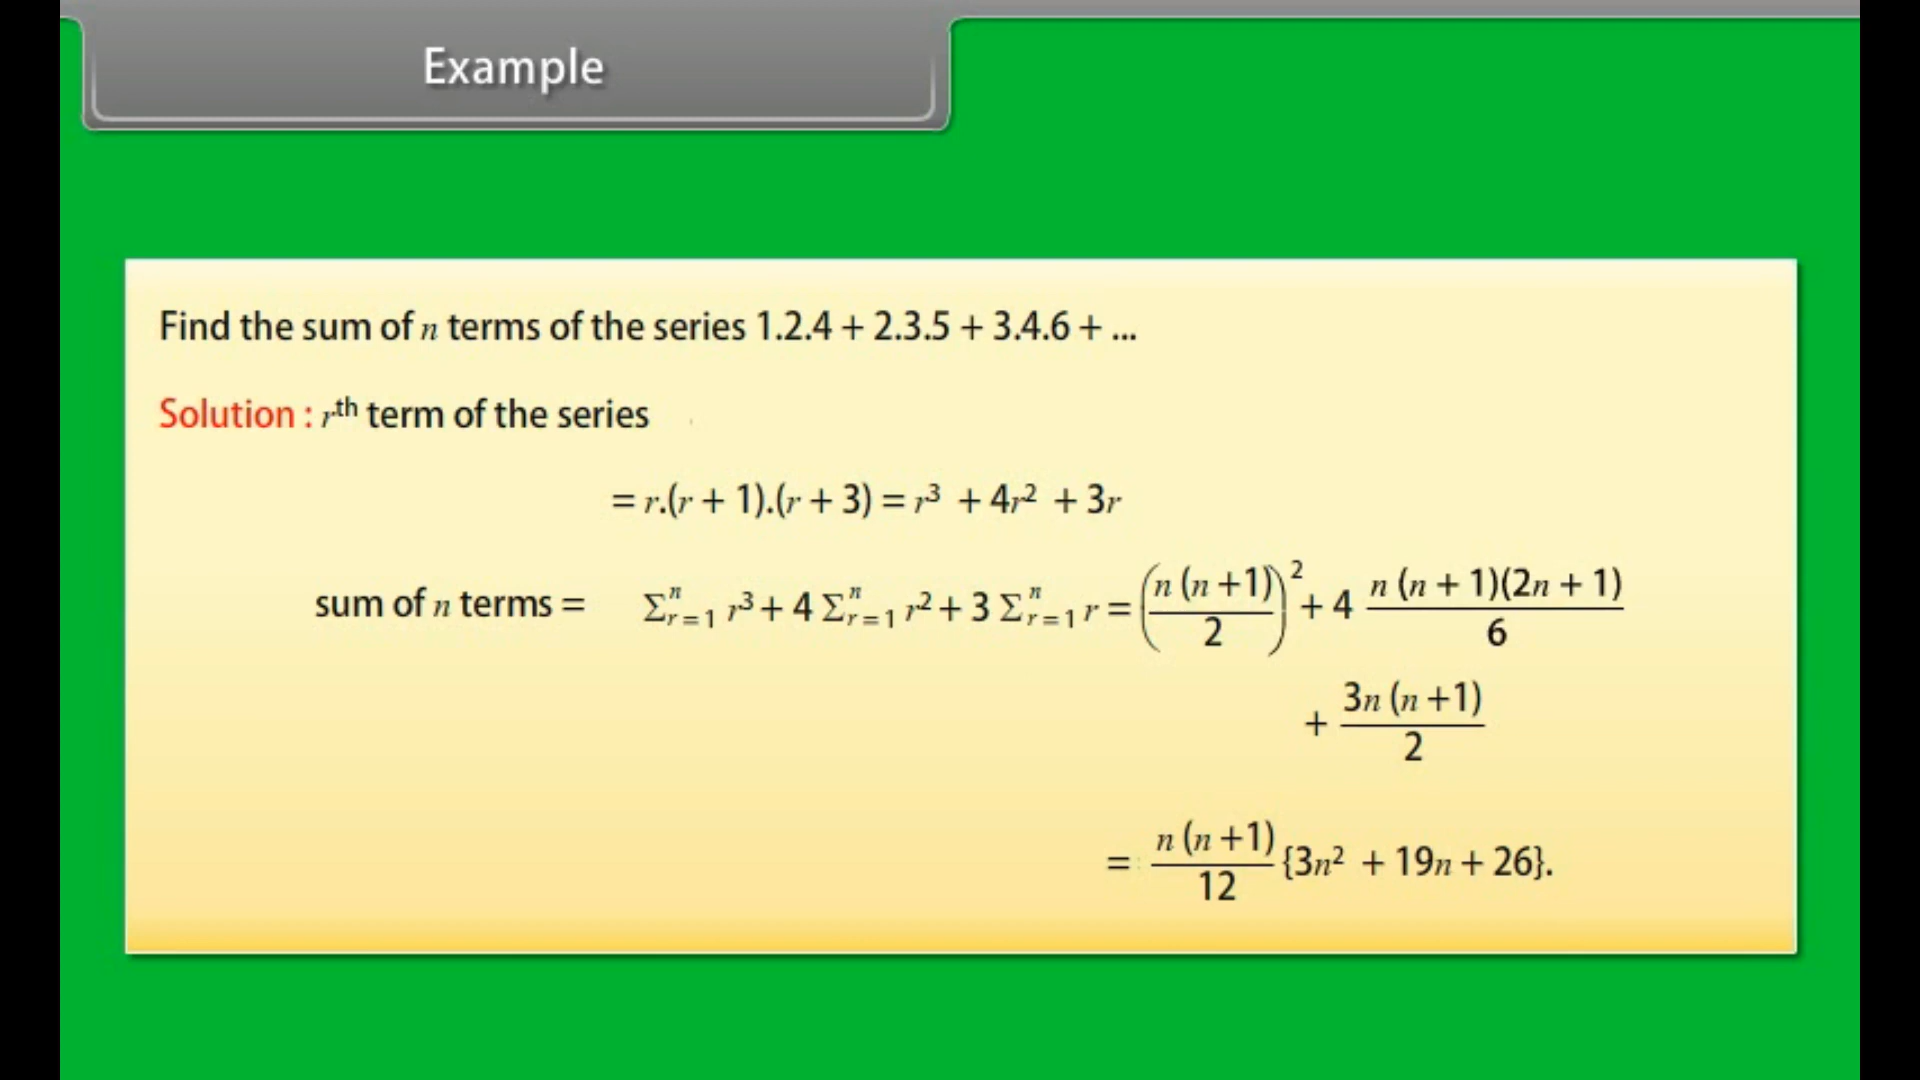 Example
Find the sum of n terms of the series 1.2.4 + 2.3.5 + 3.4.6 + ...
Solution : rᵗʰ term of the series
= r.(r + 1).(r + 3) = r³ + 4r² + 3r
sum of n terms = Σⁿᵣ₌₁ r³ + 4 Σⁿᵣ₌₁ r² + 3 Σⁿᵣ₌₁ r = (n (n +1)/2)² + 4 n (n + 1)(2n + 1)/6
+ 3n (n +1)/2
= n (n +1)/12 {3n² + 19n + 26}.